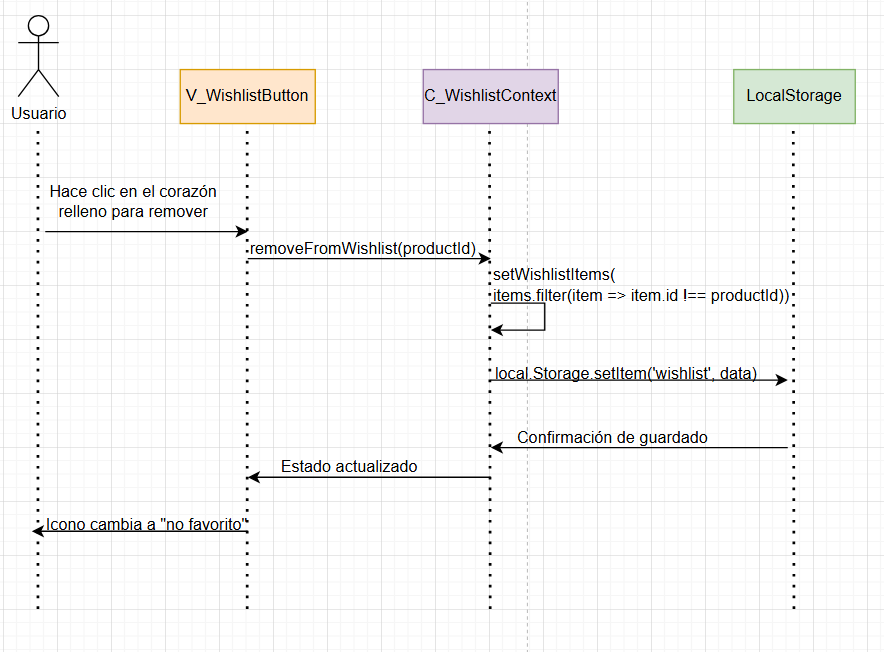 Usuario
V_WishlistButton
C_WishlistContext
LocalStorage
Hace clic en el corazón
relleno para remover
removeFromWishlist(productId)
setWishlistItems(
items.filter(item => item.id !== productId))
local.Storage.setItem('wishlist', data)
Confirmación de guardado
Estado actualizado
Icono cambia a "no favorito"